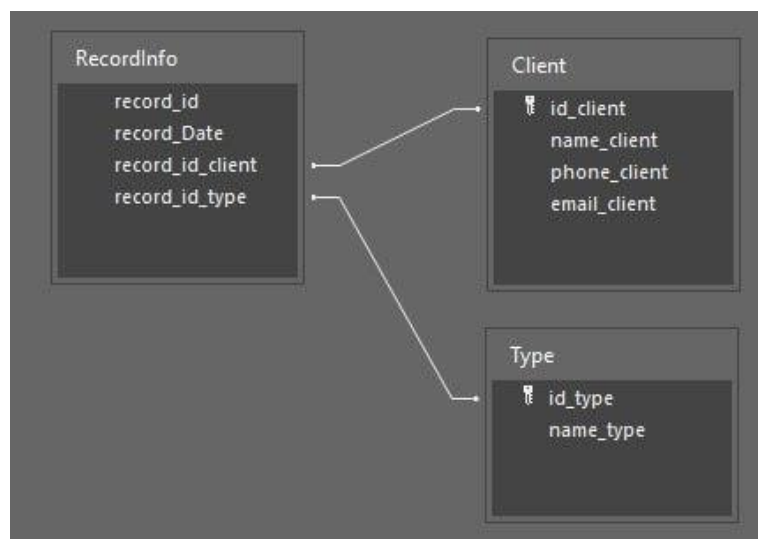 RecordInfo
record_id
record_Date
record_id_client
record_id_type
Client
id_client
name_client
phone_client
email_client
Type
id_type
name_type